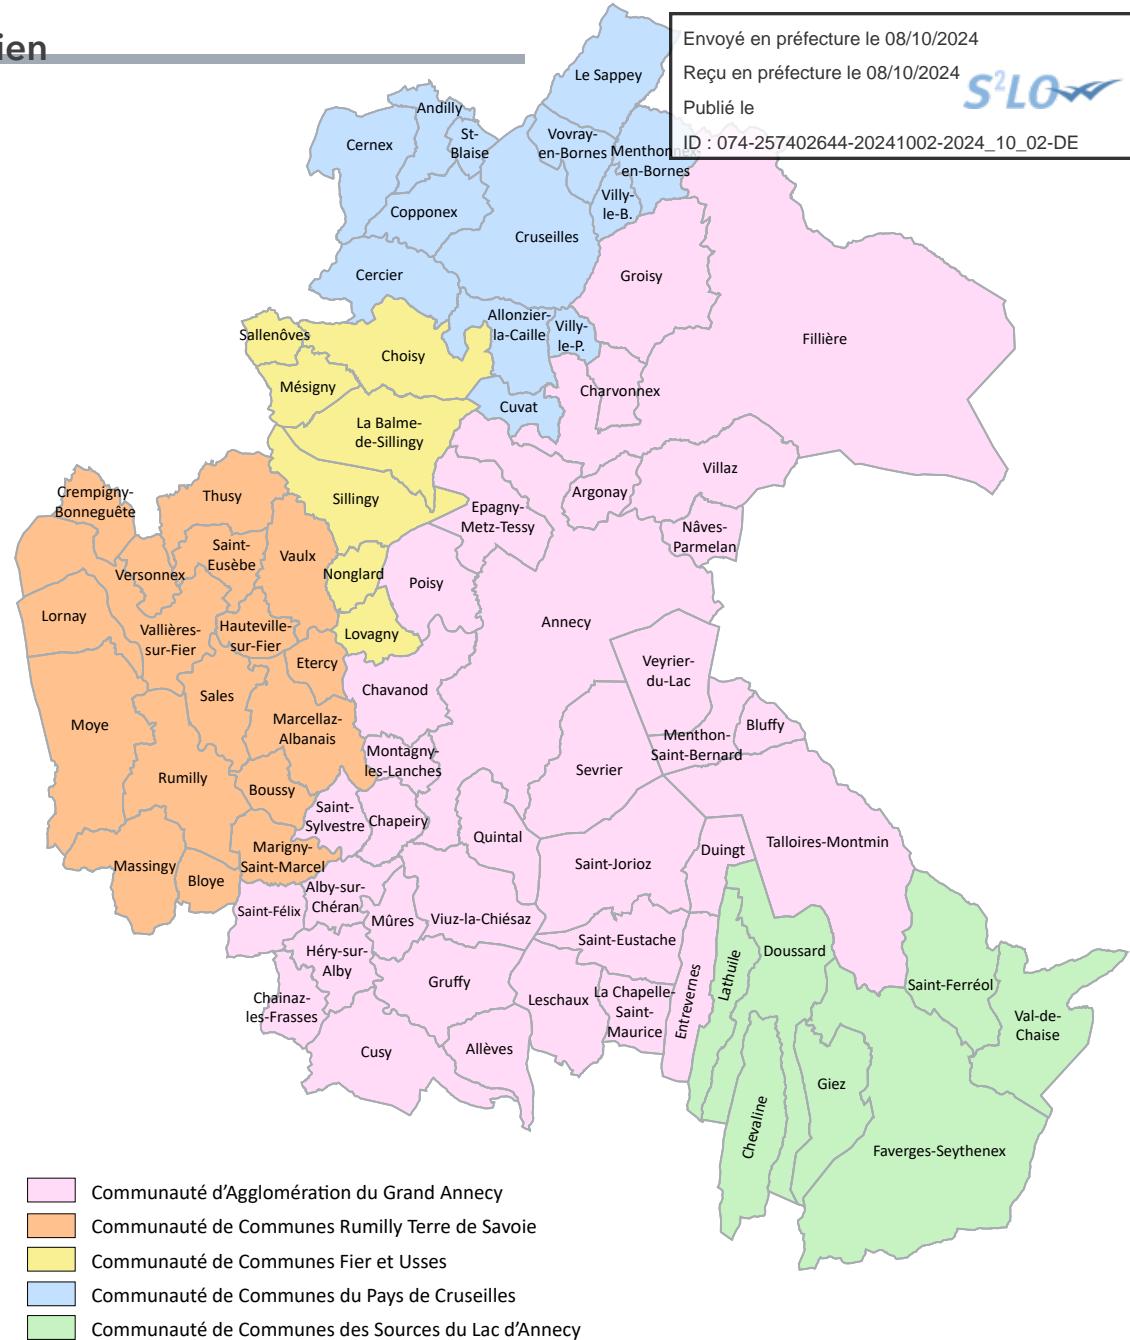 ien
Envoyé en préfecture le 08/10/2024
Reçu en préfecture le 08/10/2024
Publié le
S²LO
ID : 074-257402644-20241002-2024_10_02-DE
Le Sappey
Andilly
Cernex
St-
Blaise
Vovray-
en-Bornes
Menthonnex-
en-Bornes
Villy-
le-B.
Copponex
Cruseilles
Cercier
Groisy
Allonzier-
la-Caille
Villy-
le-P.
Fillière
Sallenôves
Choisy
Mésigny
Charvonnex
Cuvat
La Balme-
de-Sillingy
Villaz
Crempigny-
Bonneguête
Thusy
Sillingy
Argonay
Epagny-
Metz-Tessy
Nâves-
Parmelan
Saint-
Eusèbe
Vaulx
Versonnex
Nonglard
Poisy
Lornay
Annecy
Vallières-
sur-Fier
Hauteville-
sur-Fier
Lovagny
Etercy
Veyrier-
du-Lac
Sales
Chavanod
Moye
Marcellaz-
Albanais
Bluffy
Menthon-
Saint-Bernard
Montagny-
les-Lanches
Rumilly
Sevrier
Boussy
Saint-
Sylvestre
Chapeiry
Quintal
Talloires-Montmin
Duingt
Marigny-
Saint-Marcel
Massingy
Saint-Jorioz
Bloye
Alby-sur-
Chéran
Saint-Félix
Mûres
Viuz-la-Chiésaz
Saint-Eustache
Doussard
Héry-sur-
Alby
Lathuile
Gruffy
Saint-Ferréol
Leschaux
La Chapelle-
Saint-
Maurice
Entrevernes
Chainaz-
les-Frasses
Val-de-
Chaise
Cusy
Allèves
Giez
Chevaline
Faverges-Seythenex
Communauté d'Agglomération du Grand Annecy
Communauté de Communes Rumilly Terre de Savoie
Communauté de Communes Fier et Usses
Communauté de Communes du Pays de Cruseilles
Communauté de Communes des Sources du Lac d'Annecy